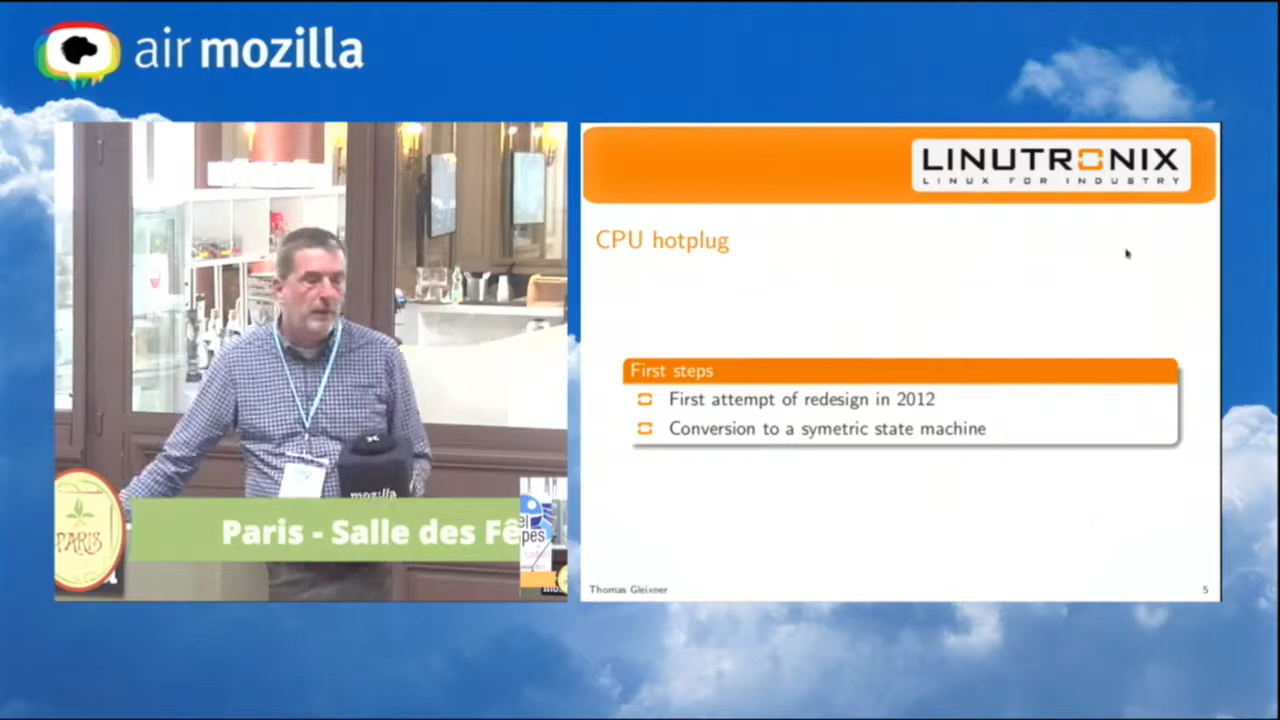 air mozilla
LINUTRONIX
LINUX FOR INDUSTRY
CPU hotplug
First steps
First attempt of redesign in 2012
Conversion to a symetric state machine
mozilla
Paris - Salle des Fê
PARIS
Thomas Gleixner
5